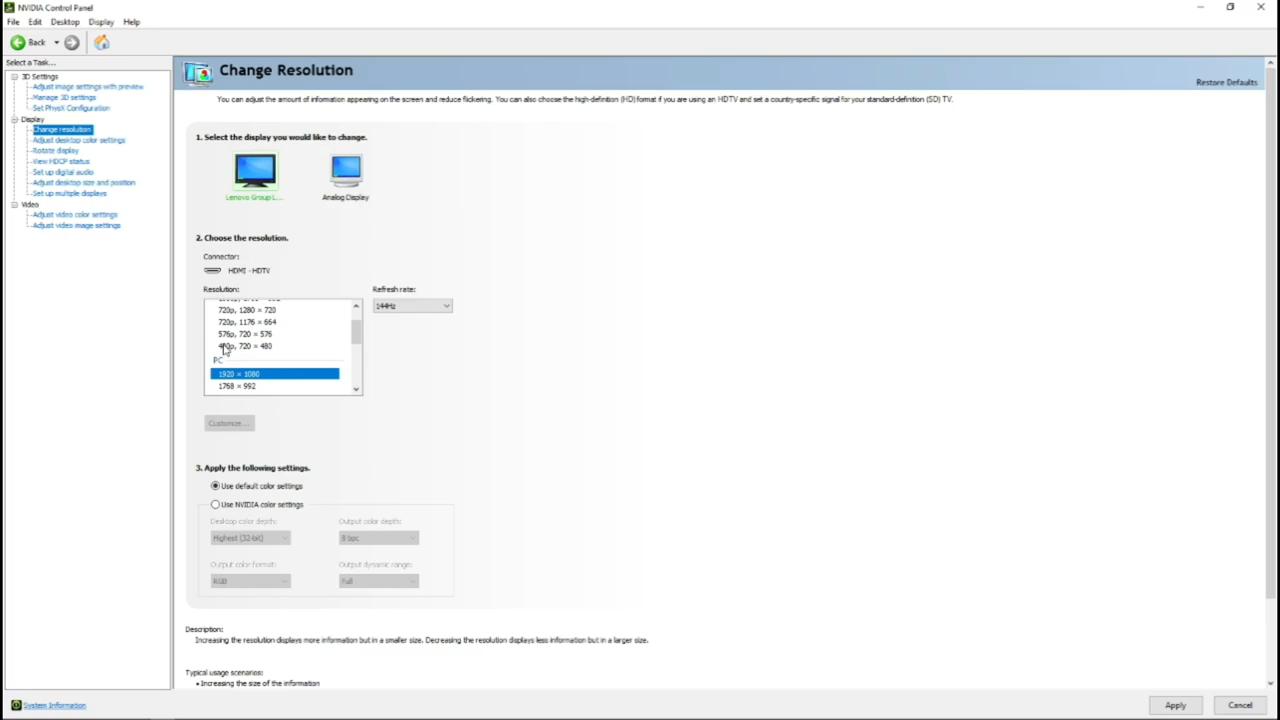 NVIDIA Control Panel
File Edit Desktop Display Help
Back
Select a Task...
3D Settings
Adjust image settings with preview
Manage 3D settings
Set PhysX Configuration
Display
Change resolution
Adjust desktop color settings
Rotate display
View HDCP status
Set up digital audio
Adjust desktop size and position
Set up multiple displays
Video
Adjust video color settings
Adjust video image settings
System Information
Change Resolution
Restore Defaults
You can adjust the amount of information appearing on the screen and reduce flickering. You can also choose the high-definition (HD) format if you are using an HDTV and set a country-specific signal for your standard-definition (SD) TV.
1. Select the display you would like to change.
Lenovo Group L...
Analog Display
2. Choose the resolution.
Connector:
HDMI - HDTV
Resolution:
Refresh rate:
144Hz
720p, 1280 × 720
720p, 1176 × 664
576p, 720 × 576
480p, 720 × 480
PC
1920 × 1080
1768 × 992
Customize...
3. Apply the following settings.
Use default color settings
Use NVIDIA color settings
Desktop color depth:
Output color depth:
Highest (32-bit)
8 bpc
Output color format:
Output dynamic range:
RGB
Full
Description:
Increasing the resolution displays more information but in a smaller size. Decreasing the resolution displays less information but in a larger size.
Typical usage scenarios:
• Increasing the size of the information
Apply
Cancel